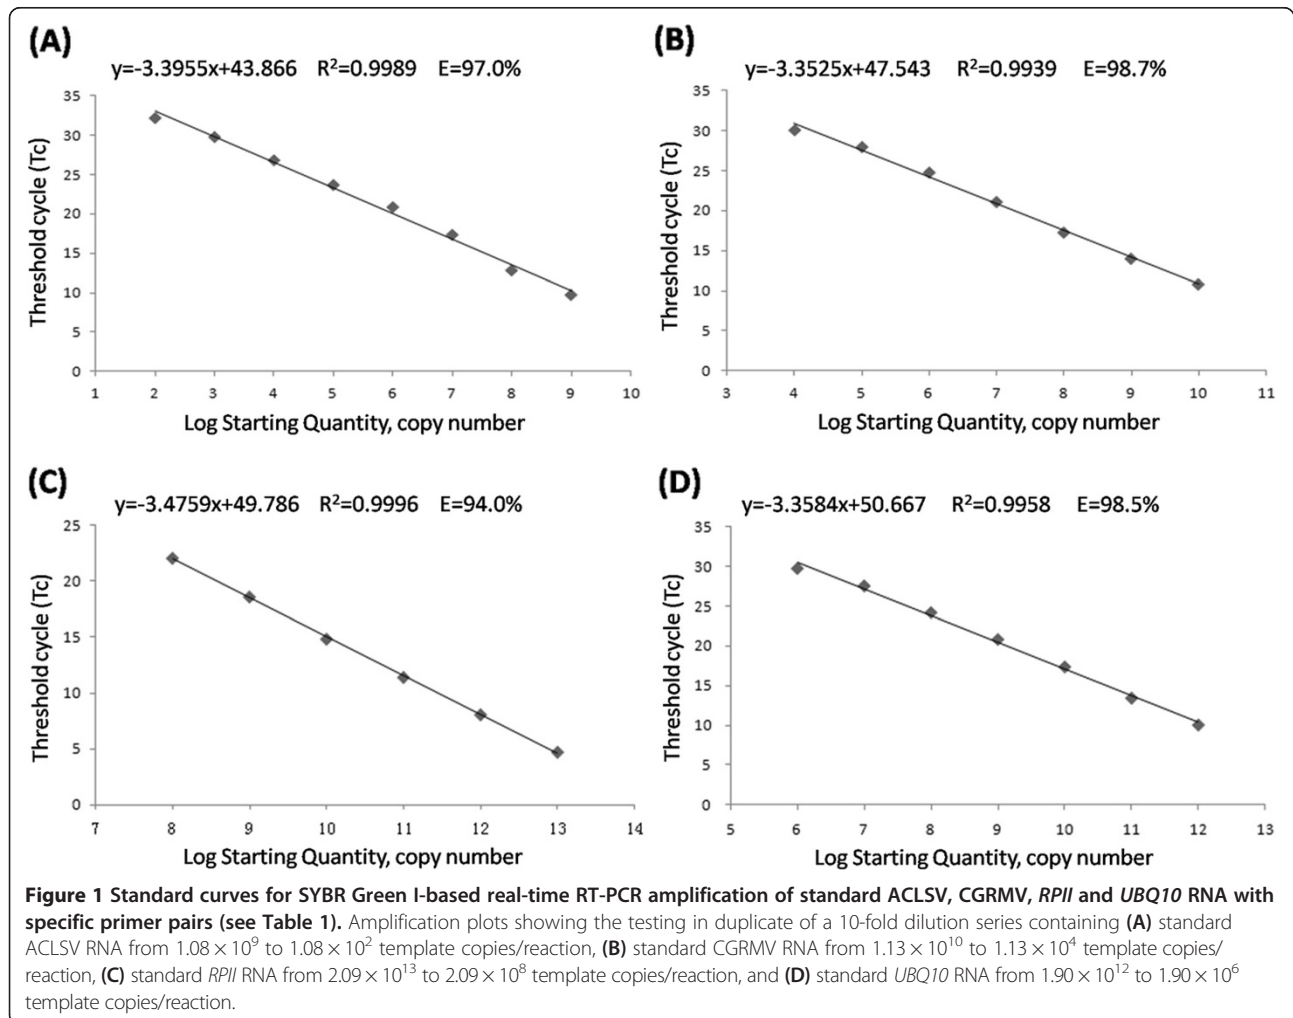 (A)
y=-3.3955x+43.866 R²=0.9989 E=97.0%
Threshold cycle (Tc)
35
30
25
20
15
10
5
0
1 2 3 4 5 6 7 8 9 10
Log Starting Quantity, copy number
(B)
y=-3.3525x+47.543 R²=0.9939 E=98.7%
Threshold cycle (Tc)
35
30
25
20
15
10
5
0
3 4 5 6 7 8 9 10 11
Log Starting Quantity, copy number
(C)
y=-3.4759x+49.786 R²=0.9996 E=94.0%
Threshold cycle (Tc)
25
20
15
10
5
0
7 8 9 10 11 12 13 14
Log Starting Quantity, copy number
(D)
y=-3.3584x+50.667 R²=0.9958 E=98.5%
Threshold cycle (Tc)
35
30
25
20
15
10
5
0
5 6 7 8 9 10 11 12 13
Log Starting Quantity, copy number
Figure 1 Standard curves for SYBR Green I-based real-time RT-PCR amplification of standard ACLSV, CGRMV, RPII and UBQ10 RNA with
specific primer pairs (see Table 1). Amplification plots showing the testing in duplicate of a 10-fold dilution series containing (A) standard
ACLSV RNA from 1.08 × 10⁹ to 1.08 × 10² template copies/reaction, (B) standard CGRMV RNA from 1.13 × 10¹⁰ to 1.13 × 10⁴ template copies/
reaction, (C) standard RPII RNA from 2.09 × 10¹³ to 2.09 × 10⁸ template copies/reaction, and (D) standard UBQ10 RNA from 1.90 × 10¹² to 1.90 × 10⁶
template copies/reaction.